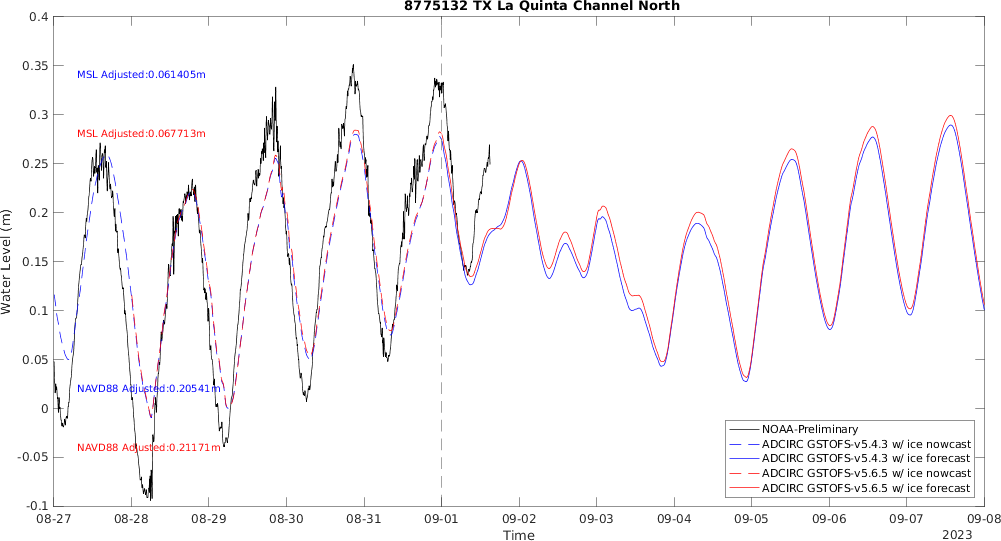 8775132 TX La Quinta Channel North
Water Level (m)
0.4
0.35
0.3
0.25
0.2
0.15
0.1
0.05
0
-0.05
-0.1
MSL Adjusted:0.061405m
MSL Adjusted:0.067713m
NAVD88 Adjusted:0.20541m
NAVD88 Adjusted:0.21171m
NOAA-Preliminary
ADCIRC GSTOFS-v5.4.3 w/ ice nowcast
ADCIRC GSTOFS-v5.4.3 w/ ice forecast
ADCIRC GSTOFS-v5.6.5 w/ ice nowcast
ADCIRC GSTOFS-v5.6.5 w/ ice forecast
08-27 08-28 08-29 08-30 08-31 09-01 09-02 09-03 09-04 09-05 09-06 09-07 09-08
Time
2023